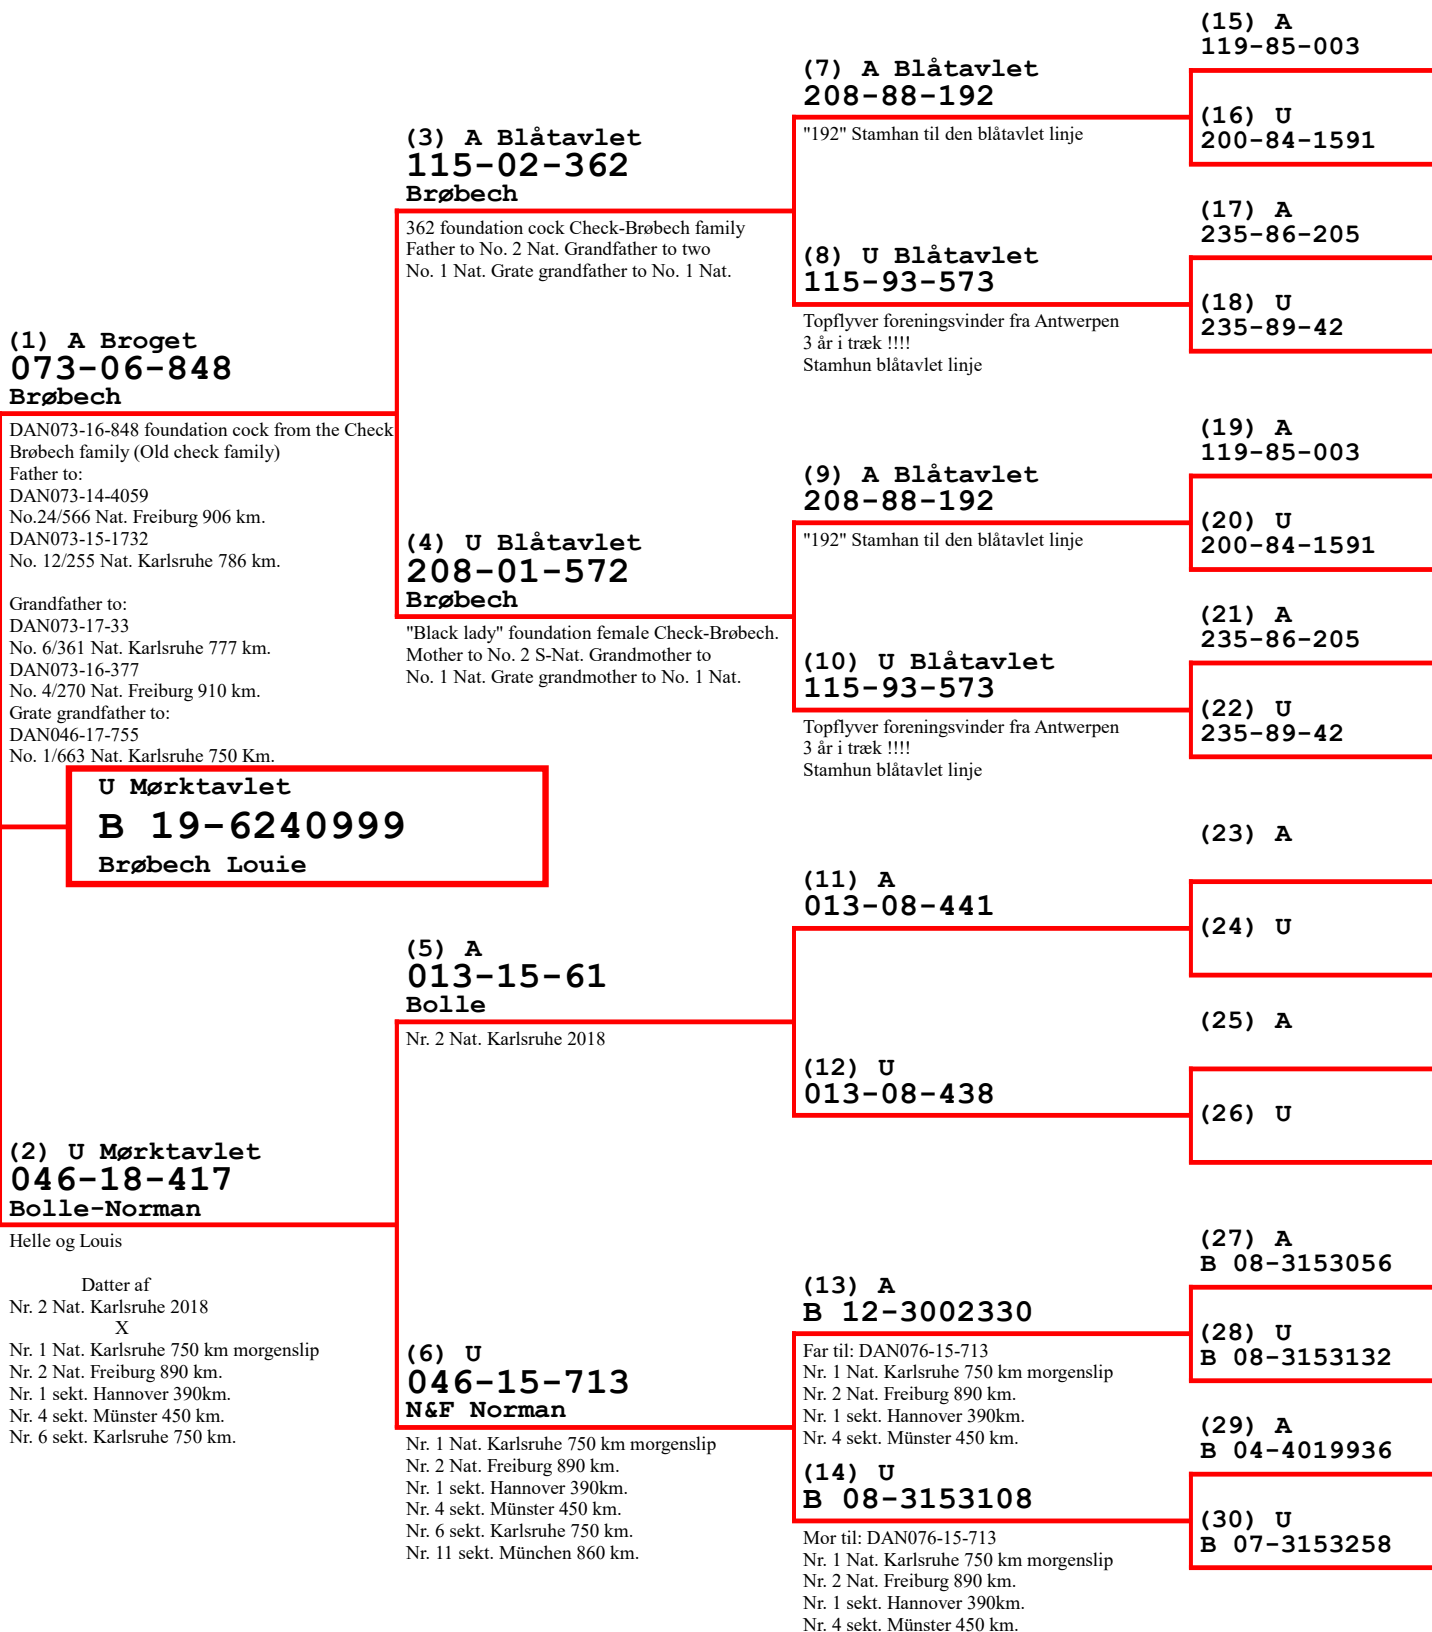 (1) A Broget
073-06-848
Brøbech
DAN073-16-848 foundation cock from the Check
Brøbech family (Old check family)
Father to:
DAN073-14-4059
No.24/566 Nat. Freiburg 906 km.
DAN073-15-1732
No. 12/255 Nat. Karlsruhe 786 km.
Grandfather to:
DAN073-17-33
No. 6/361 Nat. Karlsruhe 777 km.
DAN073-16-377
No. 4/270 Nat. Freiburg 910 km.
Grate grandfather to:
DAN046-17-755
No. 1/663 Nat. Karlsruhe 750 Km.
U Mørktavlet
B 19-6240999
Brøbech Louie
(2) U Mørktavlet
046-18-417
Bolle-Norman
Helle og Louis
Datter af
Nr. 2 Nat. Karlsruhe 2018
X
Nr. 1 Nat. Karlsruhe 750 km morgenslip
Nr. 2 Nat. Freiburg 890 km.
Nr. 1 sekt. Hannover 390km.
Nr. 4 sekt. Münster 450 km.
Nr. 6 sekt. Karlsruhe 750 km.
(3) A Blåtavlet
115-02-362
Brøbech
362 foundation cock Check-Brøbech family
Father to No. 2 Nat. Grandfather to two
No. 1 Nat. Grate grandfather to No. 1 Nat.
(4) U Blåtavlet
208-01-572
Brøbech
"Black lady" foundation female Check-Brøbech.
Mother to No. 2 S-Nat. Grandmother to
No. 1 Nat. Grate grandmother to No. 1 Nat.
(5) A
013-15-61
Bolle
Nr. 2 Nat. Karlsruhe 2018
(6) U
046-15-713
N&F Norman
Nr. 1 Nat. Karlsruhe 750 km morgenslip
Nr. 2 Nat. Freiburg 890 km.
Nr. 1 sekt. Hannover 390km.
Nr. 4 sekt. Münster 450 km.
Nr. 6 sekt. Karlsruhe 750 km.
Nr. 11 sekt. München 860 km.
(7) A Blåtavlet
208-88-192
"192" Stamhan til den blåtavlet linje
(8) U Blåtavlet
115-93-573
Topflyver foreningsvinder fra Antwerpen
3 år i træk !!!!
Stamhun blåtavlet linje
(9) A Blåtavlet
208-88-192
"192" Stamhan til den blåtavlet linje
(10) U Blåtavlet
115-93-573
Topflyver foreningsvinder fra Antwerpen
3 år i træk !!!!
Stamhun blåtavlet linje
(11) A
013-08-441
(12) U
013-08-438
(13) A
B 12-3002330
Far til: DAN076-15-713
Nr. 1 Nat. Karlsruhe 750 km morgenslip
Nr. 2 Nat. Freiburg 890 km.
Nr. 1 sekt. Hannover 390km.
Nr. 4 sekt. Münster 450 km.
(14) U
B 08-3153108
Mor til: DAN076-15-713
Nr. 1 Nat. Karlsruhe 750 km morgenslip
Nr. 2 Nat. Freiburg 890 km.
Nr. 1 sekt. Hannover 390km.
Nr. 4 sekt. Münster 450 km.
(15) A
119-85-003
(16) U
200-84-1591
(17) A
235-86-205
(18) U
235-89-42
(19) A
119-85-003
(20) U
200-84-1591
(21) A
235-86-205
(22) U
235-89-42
(23) A
(24) U
(25) A
(26) U
(27) A
B 08-3153056
(28) U
B 08-3153132
(29) A
B 04-4019936
(30) U
B 07-3153258